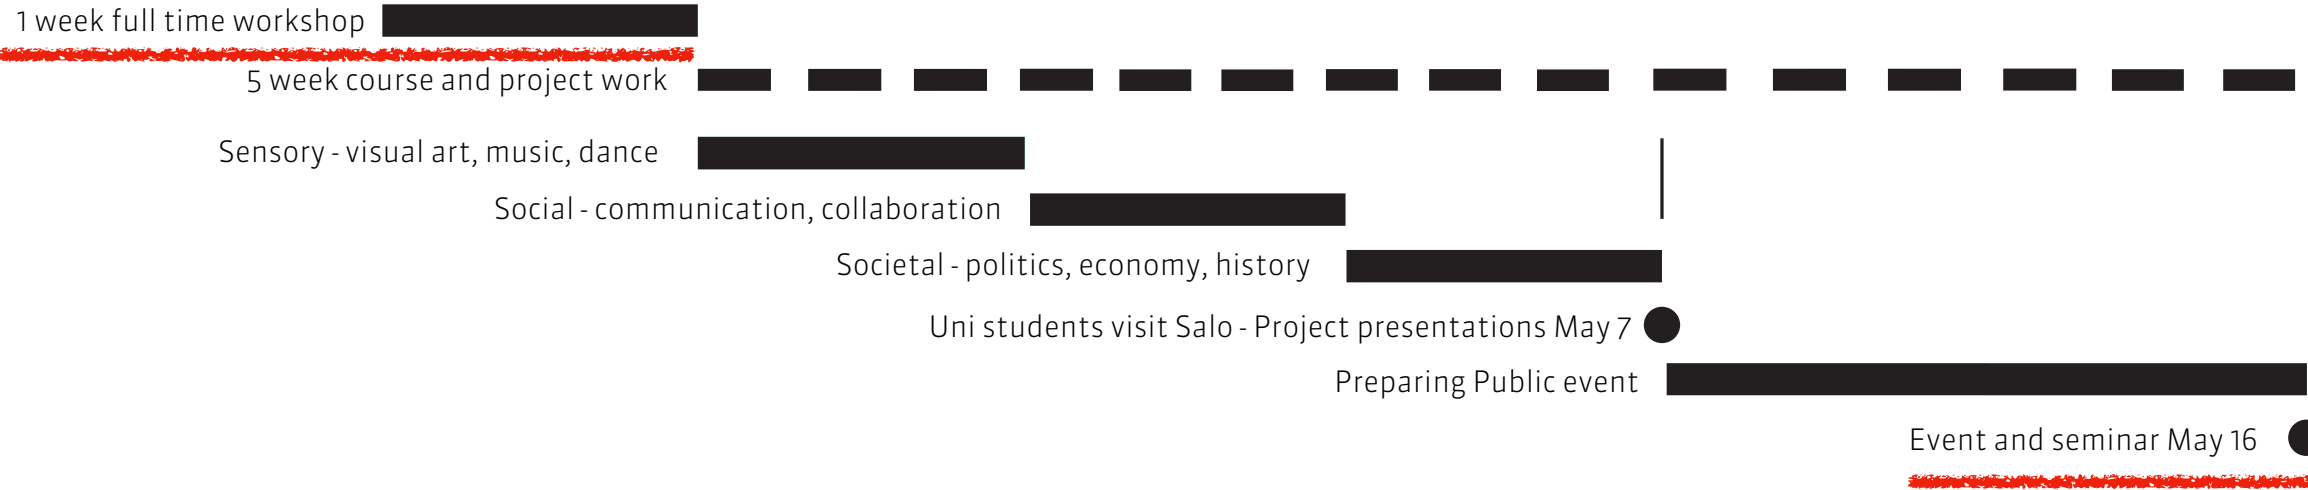 1 week full time workshop
5 week course and project work
Sensory - visual art, music, dance
Social - communication, collaboration
Societal - politics, economy, history
Uni students visit Salo - Project presentations May 7
Preparing Public event
Event and seminar May 16